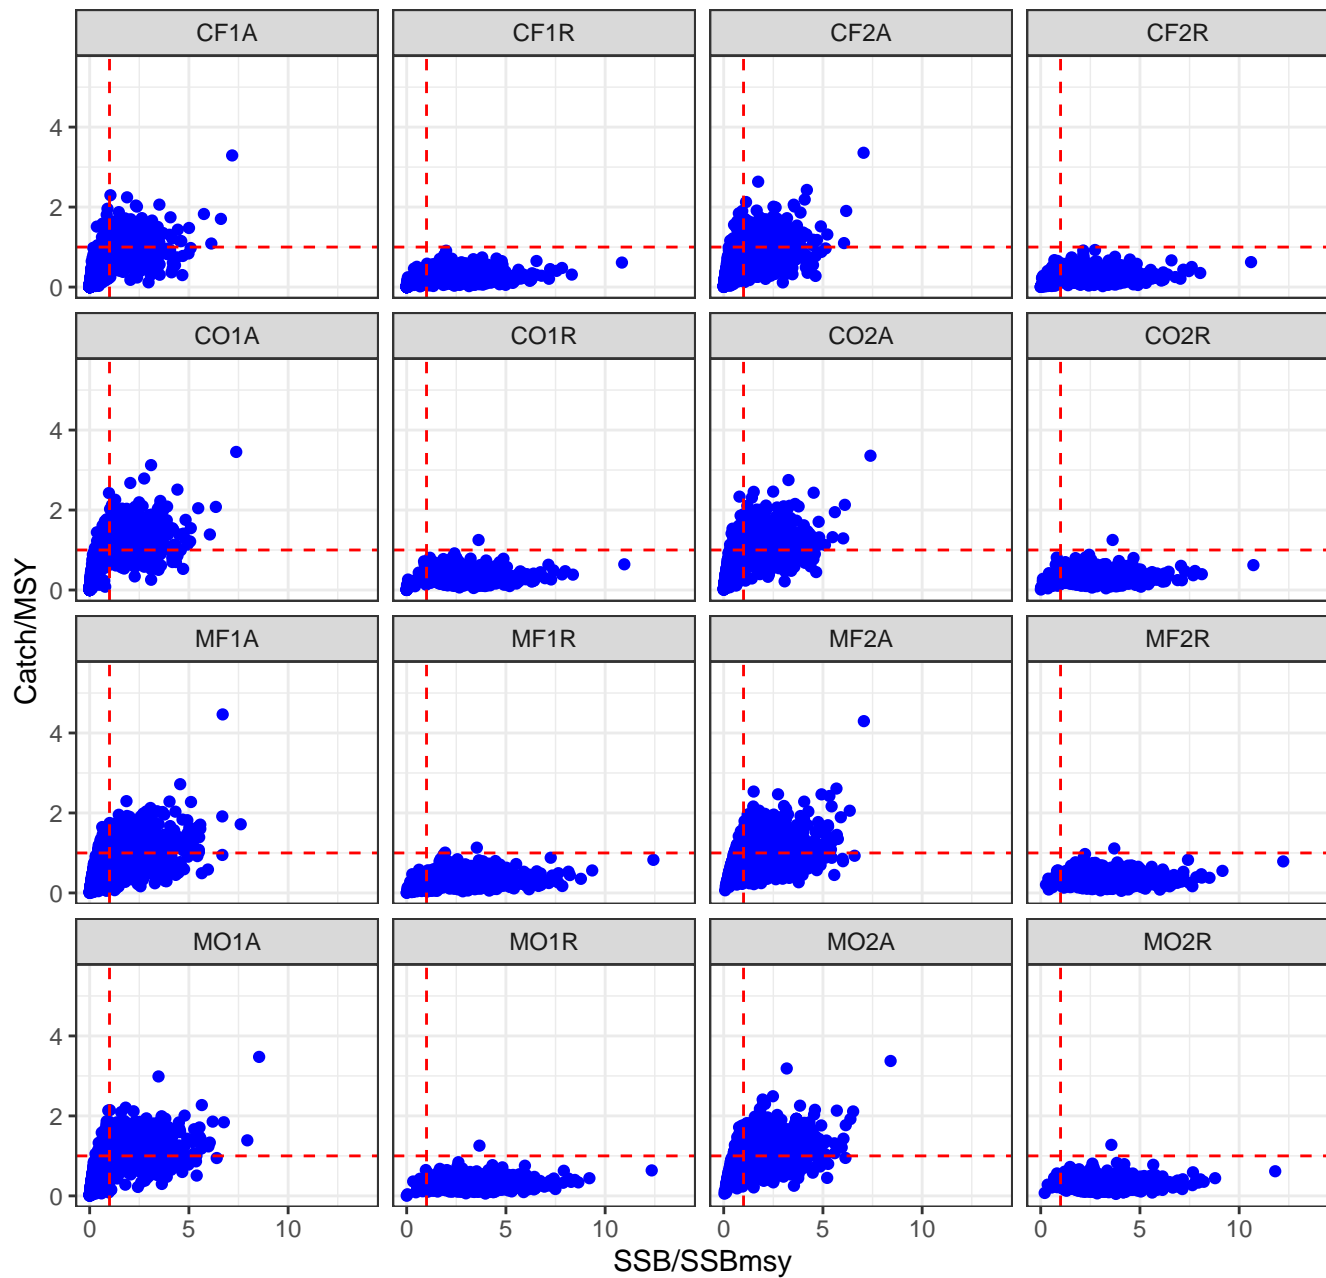 CF1A CF1R CF2A CF2R
4
2
0
CO1A CO1R CO2A CO2R
4
2
0
MF1A MF1R MF2A MF2R
4
2
0
MO1A MO1R MO2A MO2R
4
2
0
0 5 10 0 5 10 0 5 10 0 5 10
Catch/MSY
SSB/SSBmsy